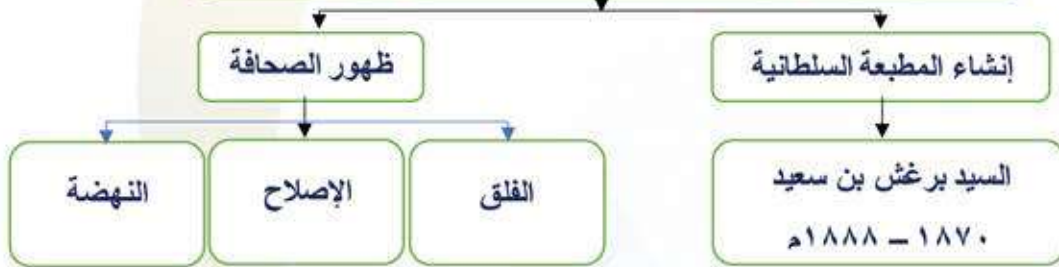 إنشاء المطبعة السلطانية
ظهور الصحافة
السيد برغش بن سعيد
١٨٧٠ – ١٨٨٨م
الفلق
الإصلاح
النهضة